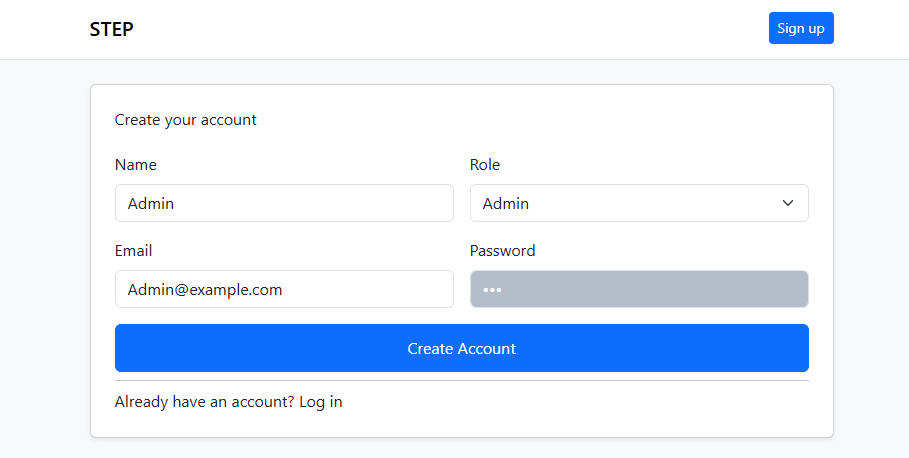 STEP
Sign up
Create your account
Name
Role
Admin
Admin
Email
Password
Admin@example.com
•••
Create Account
Already have an account? Log in